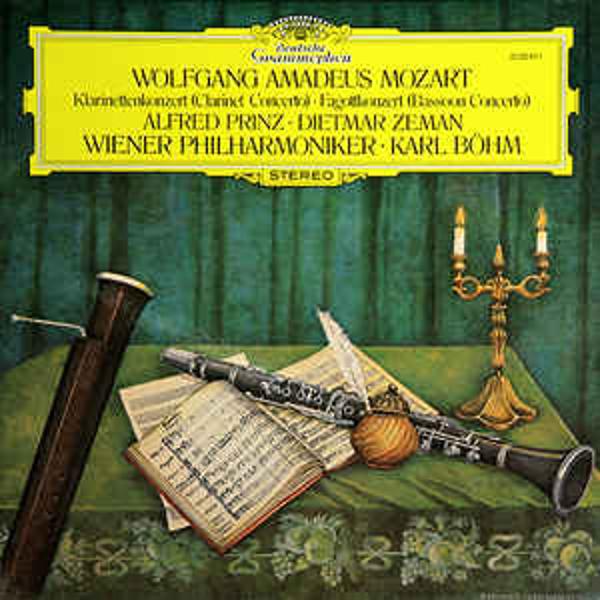 Deutsche
Grammophon
WOLFGANG AMADEUS MOZART
Klarinettenkonzert (Clarinet Concerto) · Fagottkonzert (Bassoon Concerto)
ALFRED PRINZ · DIETMAR ZEMAN
WIENER PHILHARMONIKER · KARL BÖHM
STEREO